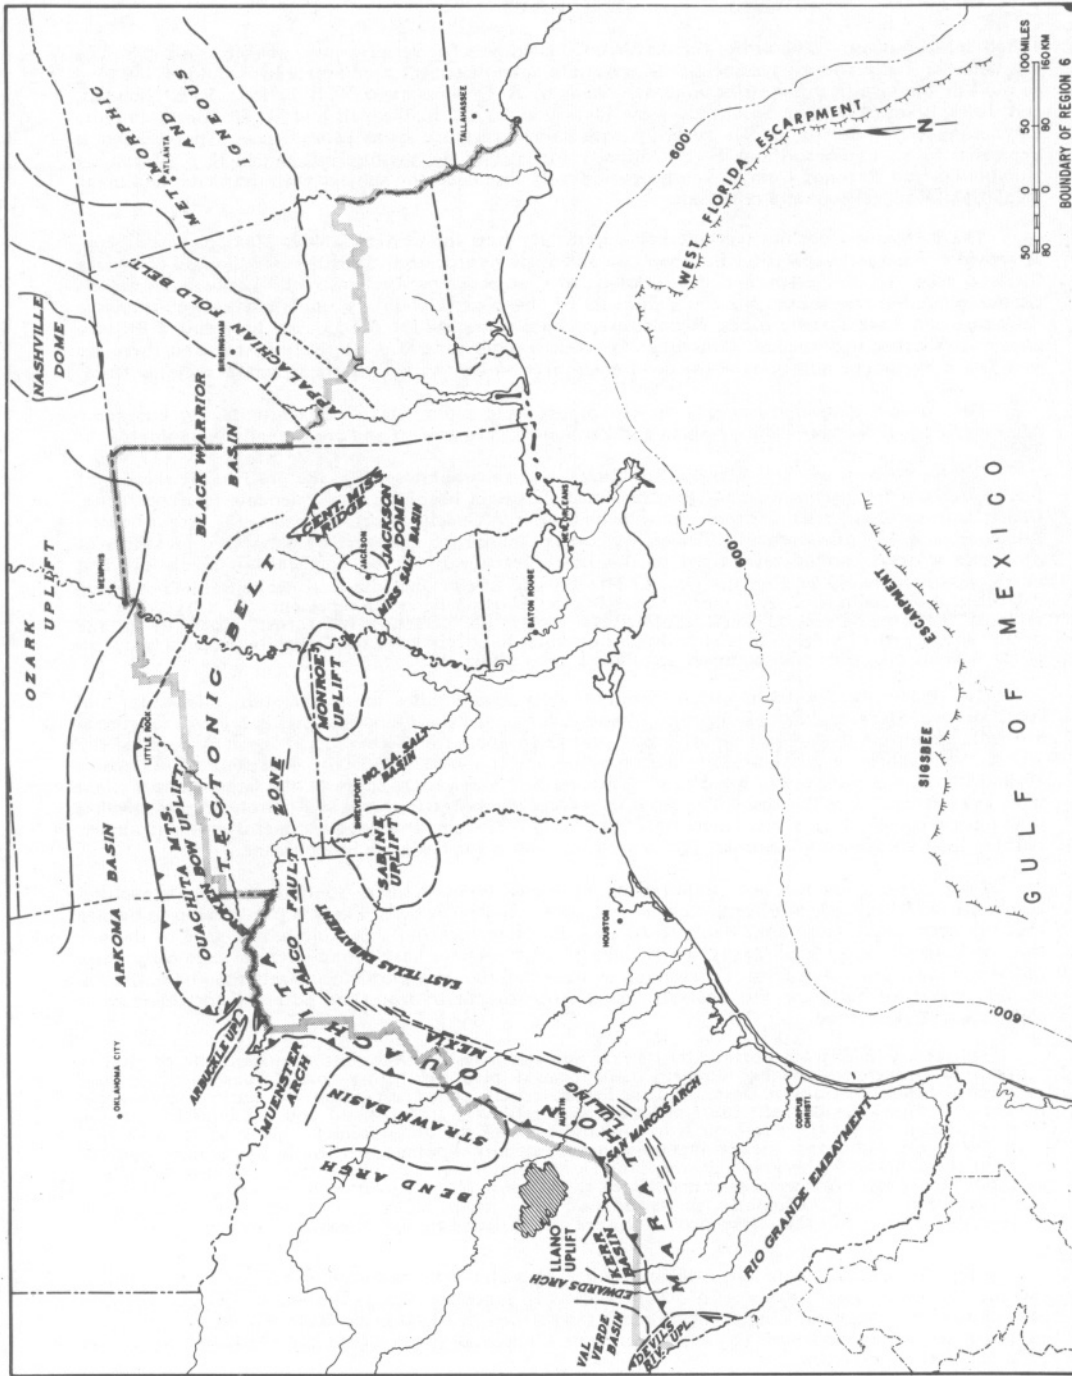 OZARK
UPLIFT
NASHVILLE
DOME
METAMORPHIC
AND
IGNEOUS
ATLANTA
APPALACHIAN FOLD BELT
BIRMINGHAM
BLACK WARRIOR
BASIN
MEMPHIS
ARKOMA BASIN
OKLAHOMA CITY
LITTLE ROCK
OUACHITA MTS.
BROKEN BOW UPLIFT
ARBUCKLE UPL.
MUENSTER
ARCH
OUACHITA
TECTONIC BELT
CENT. MISS.
RIDGE
JACKSON
JACKSON
DOME
MISS SALT BASIN
MONROE
UPLIFT
TALCO FAULT
ZONE
MEXIA
LULING
SHREVEPORT
NO. LA. SALT
BASIN
SABINE
UPLIFT
EAST TEXAS EMBAYMENT
STRAWN BASIN
BEND ARCH
LLANO
UPLIFT
AUSTIN
SAN MARCOS ARCH
MARATHON
KERR
BASIN
EDWARDS ARCH
VAL
VERDE
BASIN
DEVILS
RIV. UPL.
RIO GRANDE EMBAYMENT
CORPUS
CHRISTI
HOUSTON
BATON ROUGE
NEW ORLEANS
TALLAHASSEE
600'
600'
600'
WEST FLORIDA ESCARPMENT
SIGSBEE
ESCARPMENT
GULF OF MEXICO
N
50 0 50 100 MILES
80 0 80 160 KM
BOUNDARY OF REGION 6